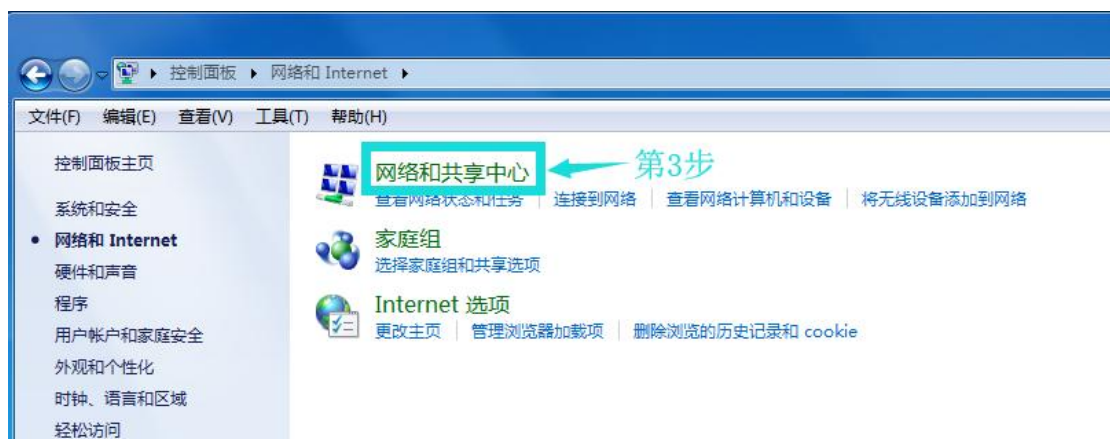 控制面板 网络和 Internet
文件(F) 编辑(E) 查看(V) 工具(T) 帮助(H)
控制面板主页
系统和安全
网络和 Internet
硬件和声音
程序
用户帐户和家庭安全
外观和个性化
时钟、语言和区域
轻松访问
网络和共享中心 第3步
查看网络状态和任务 连接到网络 查看网络计算机和设备 将无线设备添加到网络
家庭组
选择家庭组和共享选项
Internet 选项
更改主页 管理浏览器加载项 删除浏览的历史记录和 cookie